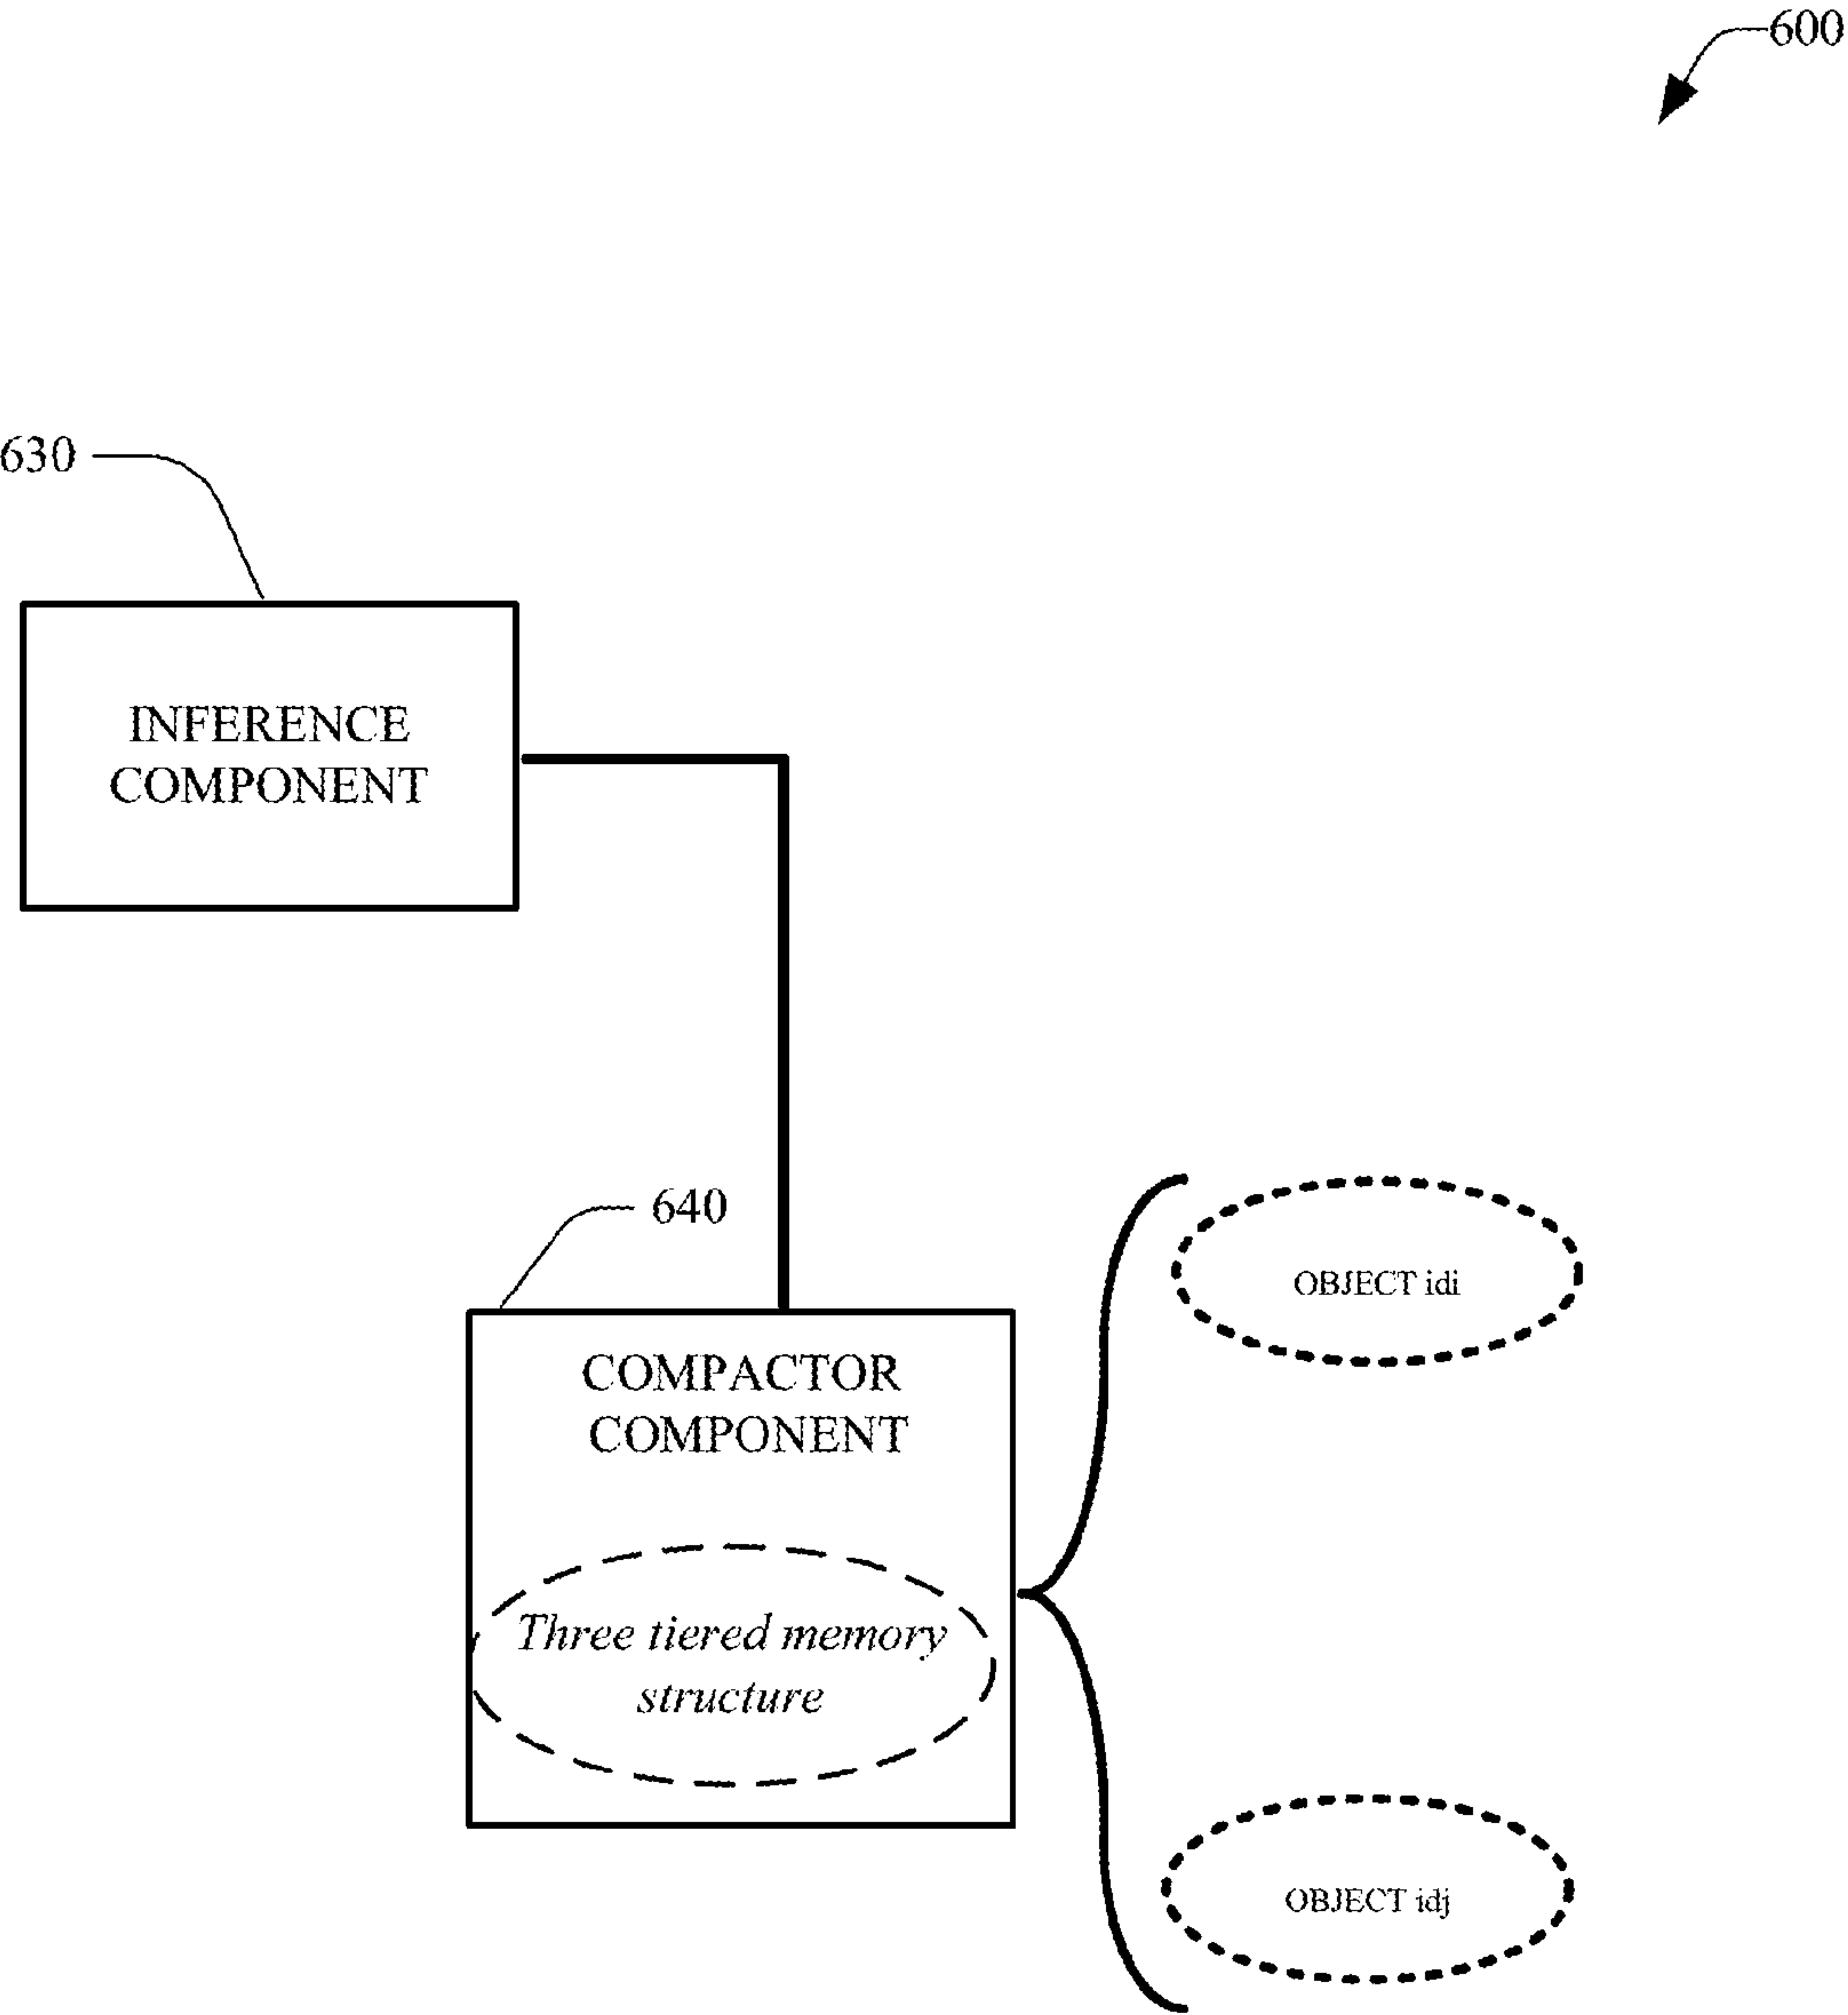 600
630
INFERENCE
COMPONENT
640
COMPACTOR
COMPONENT
Three tiered memory
structure
OBJECT idi
OBJECT idj